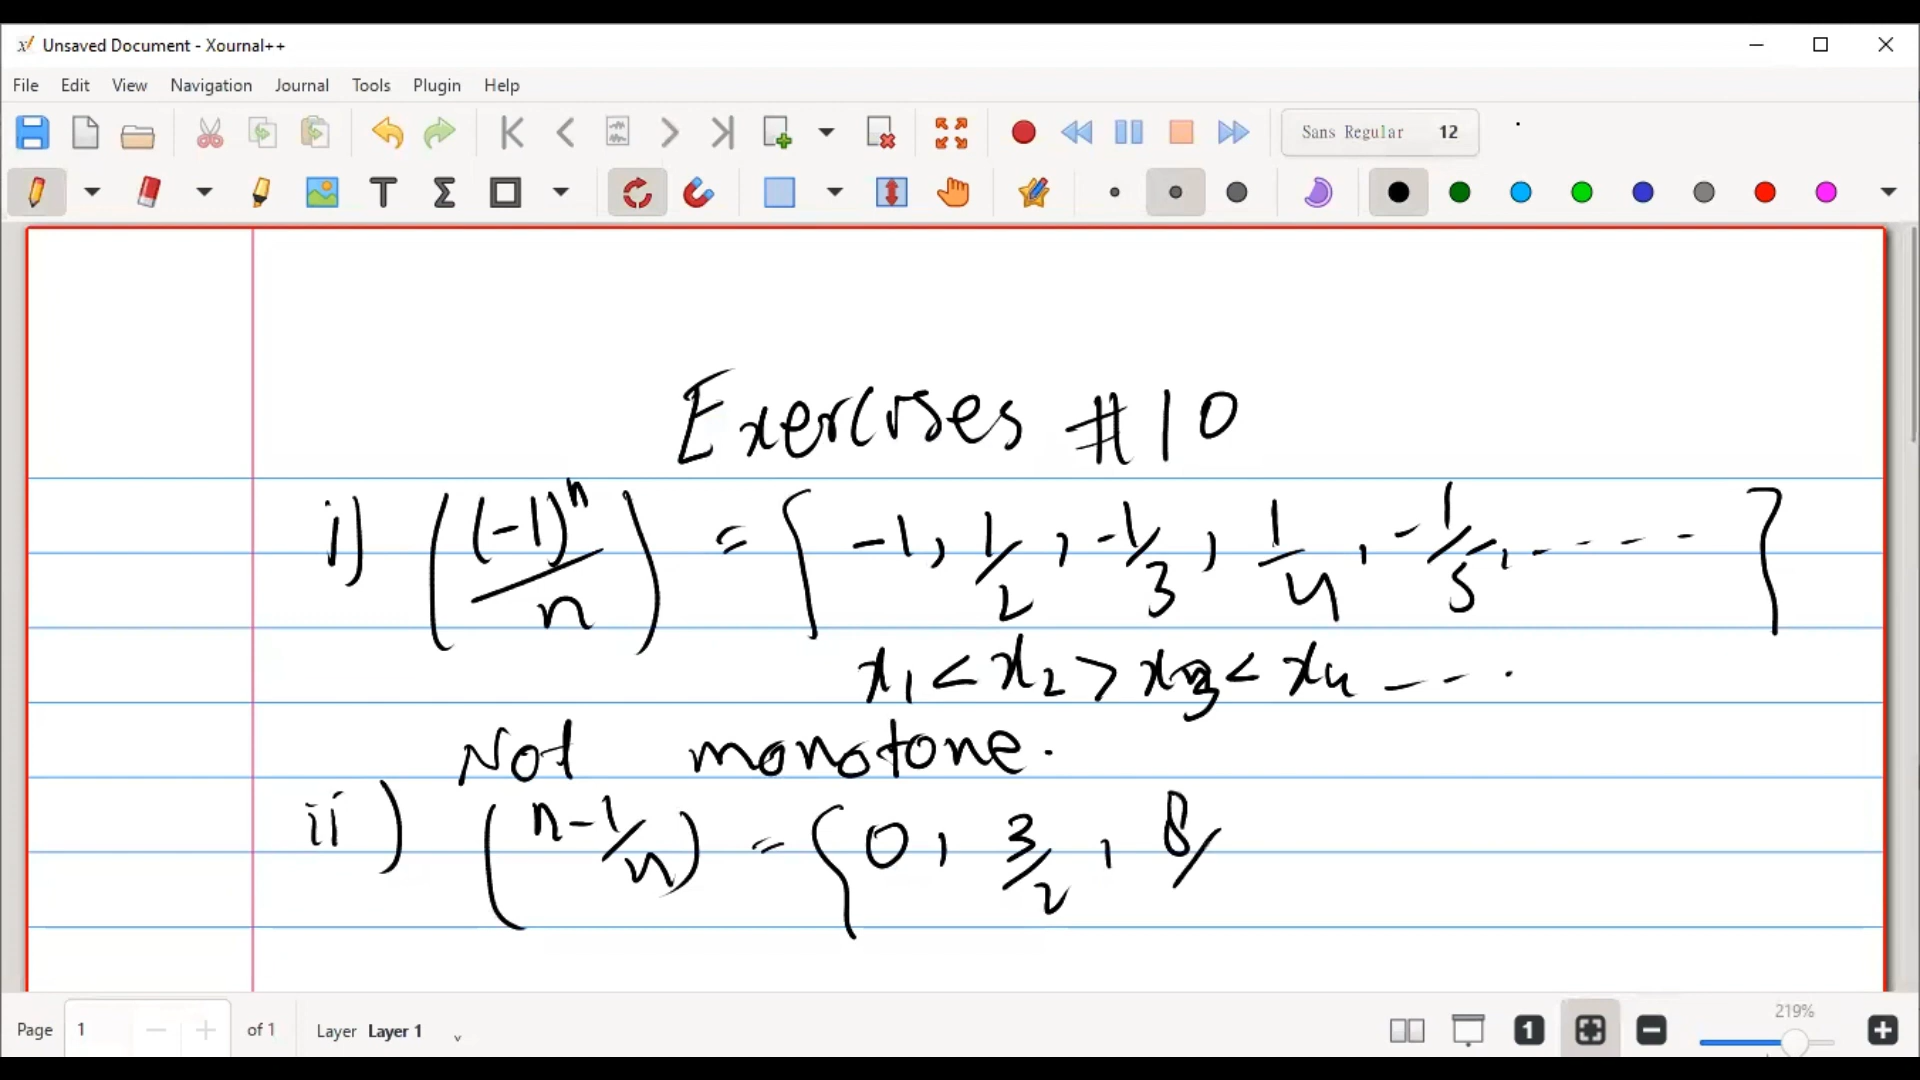 Unsaved Document - Xournal++
File Edit View Navigation Journal Tools Plugin Help
Sans Regular 12
Exercises #10
i) ((-1)^n/n) = { -1, 1/2, -1/3, 1/4, -1/5, ----- }
x₁ < x₂ > x₃ < x₄ ---
Not monotone.
ii) (n-1/n) = { 0, 3/2, 8/
219%
Page 1 of 1 Layer Layer 1 1